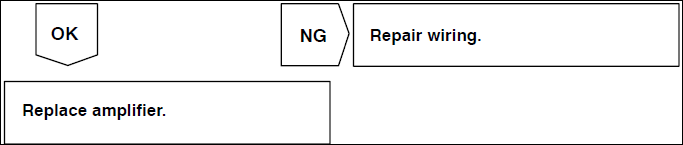 OK
NG
Repair wiring.
Replace amplifier.